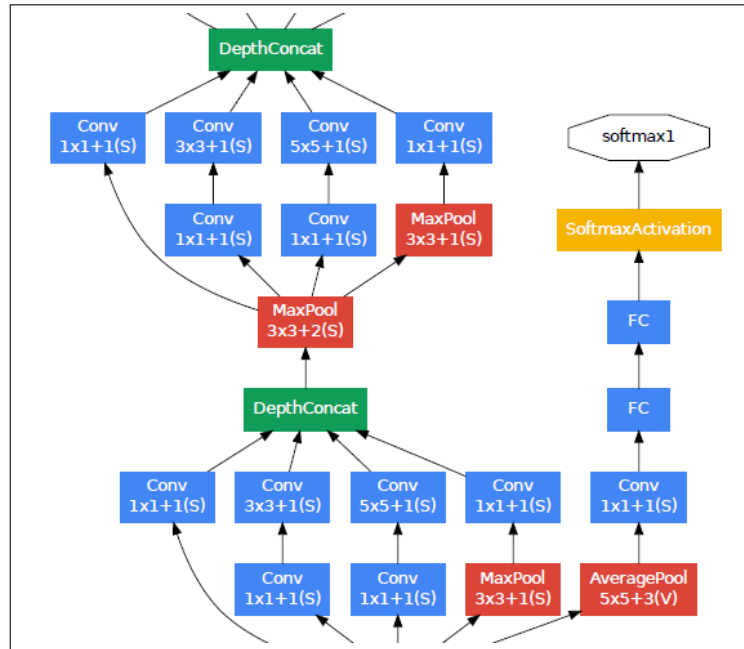 DepthConcat
Conv
1x1+1(S)
Conv
3x3+1(S)
Conv
5x5+1(S)
Conv
1x1+1(S)
softmax1
Conv
1x1+1(S)
Conv
1x1+1(S)
MaxPool
3x3+1(S)
SoftmaxActivation
MaxPool
3x3+2(S)
FC
DepthConcat
FC
Conv
1x1+1(S)
Conv
3x3+1(S)
Conv
5x5+1(S)
Conv
1x1+1(S)
Conv
1x1+1(S)
Conv
1x1+1(S)
Conv
1x1+1(S)
MaxPool
3x3+1(S)
AveragePool
5x5+3(V)